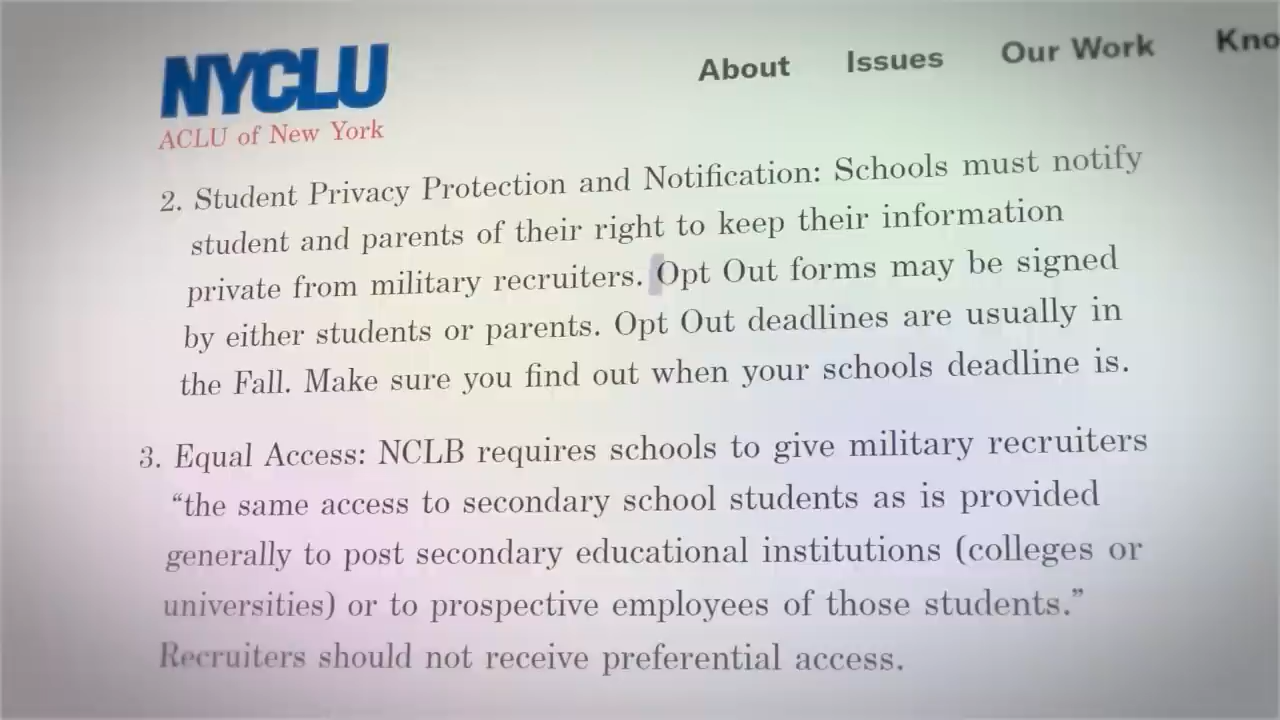 NYCLU
ACLU of New York
About Issues Our Work Kno
2. Student Privacy Protection and Notification: Schools must notify
student and parents of their right to keep their information
private from military recruiters. Opt Out forms may be signed
by either students or parents. Opt Out deadlines are usually in
the Fall. Make sure you find out when your schools deadline is.
3. Equal Access: NCLB requires schools to give military recruiters
“the same access to secondary school students as is provided
generally to post secondary educational institutions (colleges or
universities) or to prospective employees of those students.”
Recruiters should not receive preferential access.